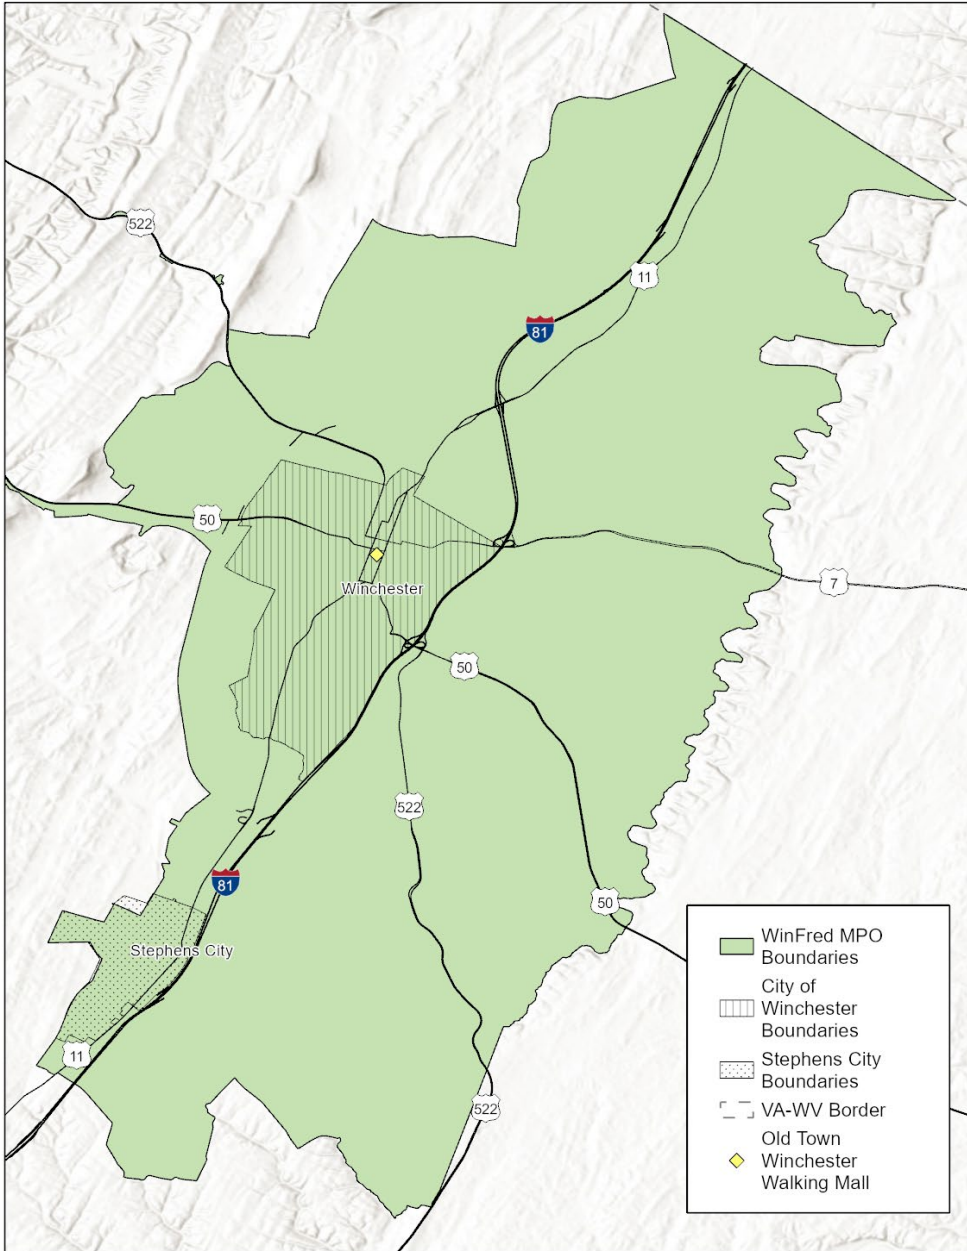 522
11
81
50
Winchester
7
50
522
81
50
Stephens City
11
522
WinFred MPO
Boundaries
City of
Winchester
Boundaries
Stephens City
Boundaries
VA-WV Border
Old Town
Winchester
Walking Mall